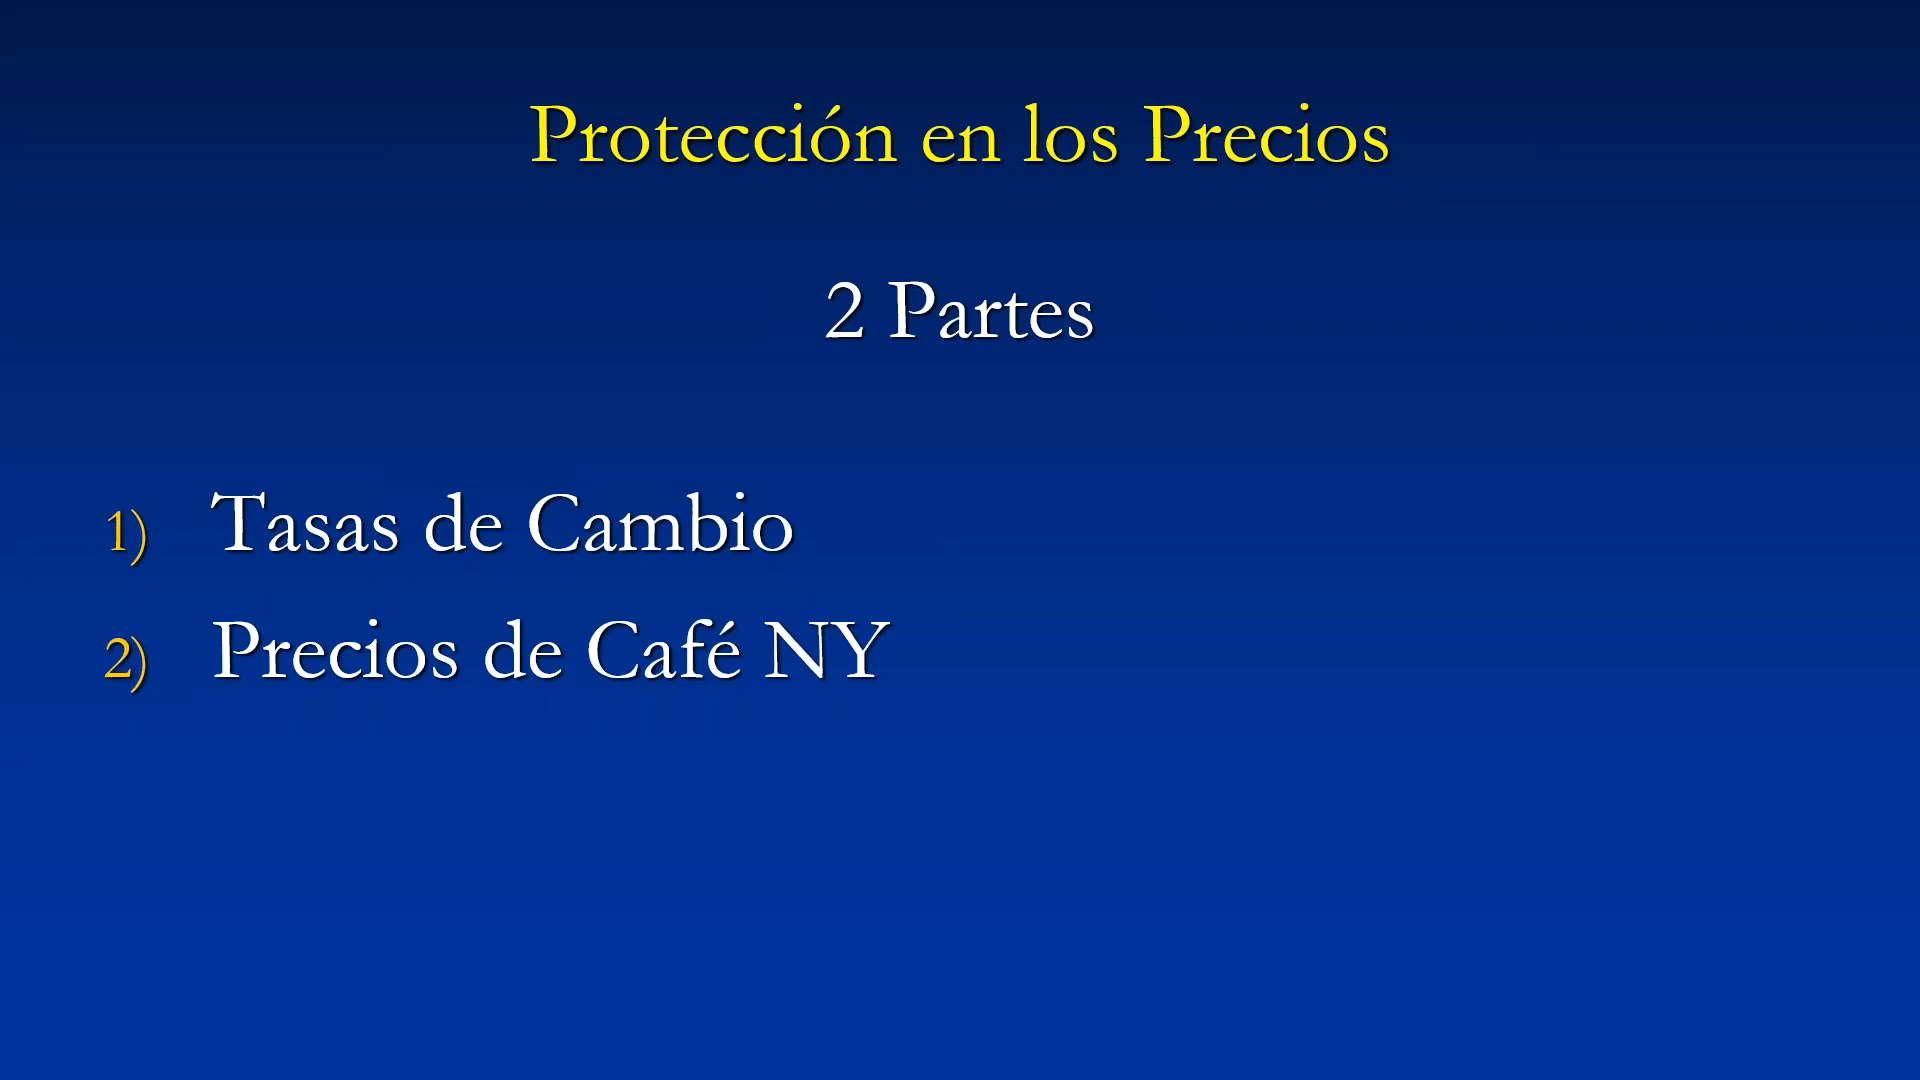 Protección en los Precios
2 Partes
1) Tasas de Cambio
2) Precios de Café NY